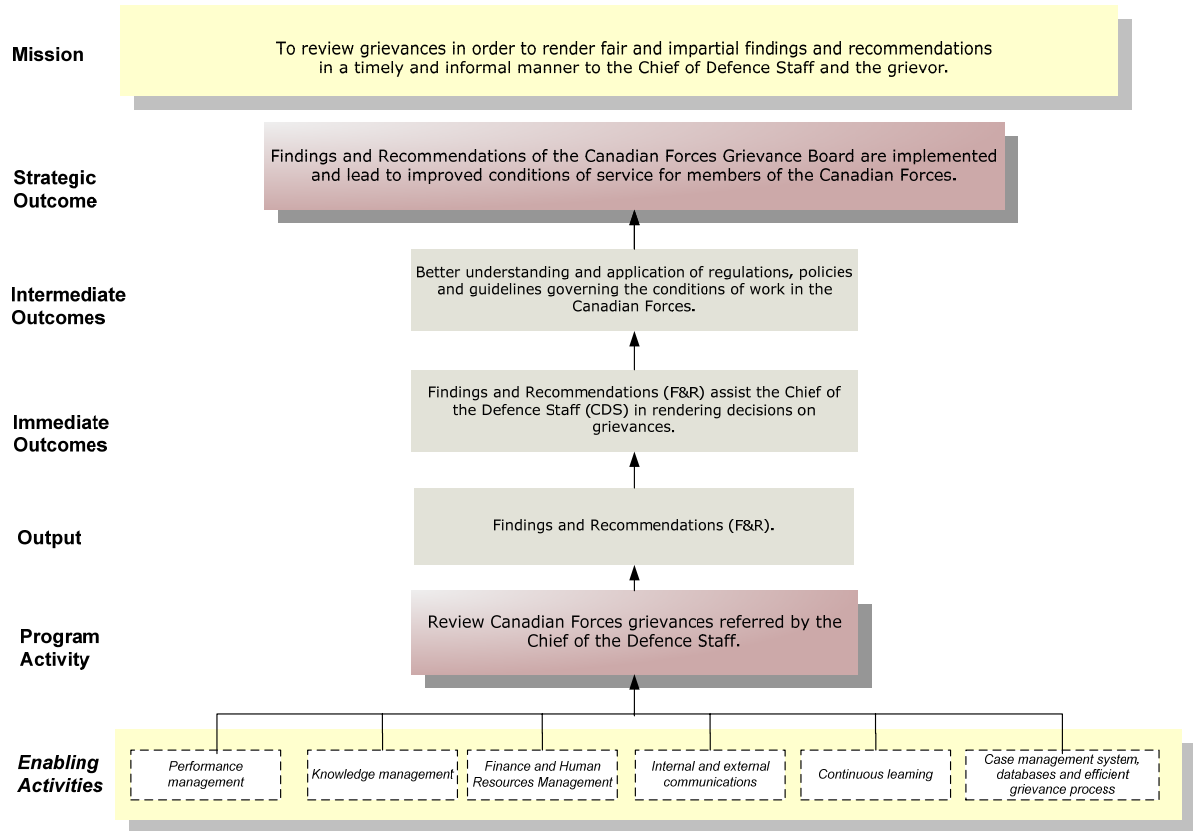 Mission
To review grievances in order to render fair and impartial findings and recommendations
in a timely and informal manner to the Chief of Defence Staff and the grievor.
Strategic
Outcome
Findings and Recommendations of the Canadian Forces Grievance Board are implemented
and lead to improved conditions of service for members of the Canadian Forces.
Intermediate
Outcomes
Better understanding and application of regulations, policies
and guidelines governing the conditions of work in the
Canadian Forces.
Immediate
Outcomes
Findings and Recommendations (F&R) assist the Chief of
the Defence Staff (CDS) in rendering decisions on
grievances.
Output
Findings and Recommendations (F&R).
Program
Activity
Review Canadian Forces grievances referred by the
Chief of the Defence Staff.
Enabling
Activities
Performance
management
Knowledge management
Finance and Human
Resources Management
Internal and external
communications
Continuous learning
Case management system,
databases and efficient
grievance process